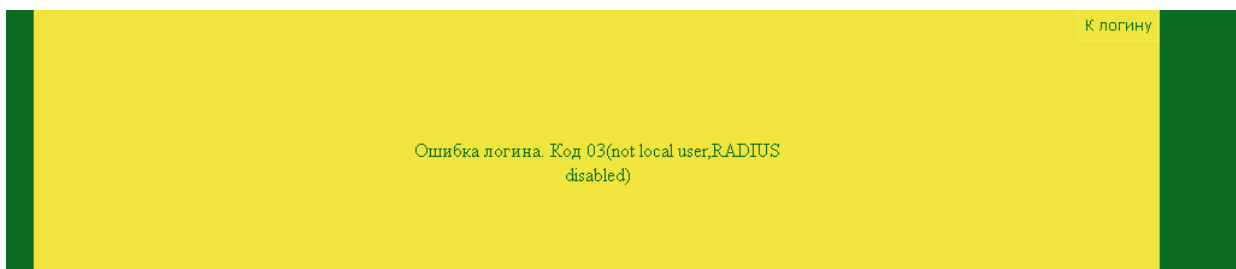 К логину
Ошибка логина. Код 03(not local user,RADIUS
disabled)